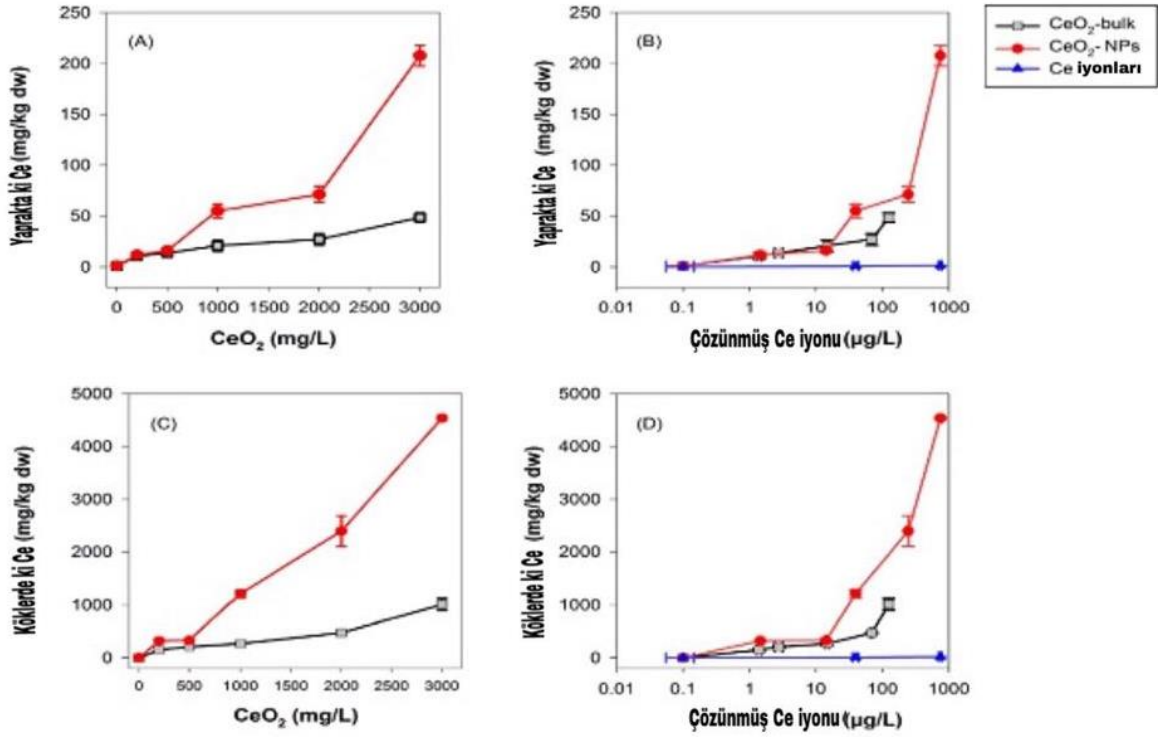 CeO₂-bulk
CeO₂- NPs
Ce iyonları
(A)
Yaprakta ki Ce (mg/kg dw)
250
200
150
100
50
0
0 500 1000 1500 2000 2500 3000
CeO₂ (mg/L)
(B)
Yaprakta ki Ce (mg/kg dw)
250
200
150
100
50
0
0.01 0.1 1 10 100 1000
Çözünmüş Ce iyonu (µg/L)
(C)
Köklerde ki Ce (mg/kg dw)
5000
4000
3000
2000
1000
0
0 500 1000 1500 2000 2500 3000
CeO₂ (mg/L)
(D)
Köklerde ki Ce (mg/kg dw)
5000
4000
3000
2000
1000
0
0.01 0.1 1 10 100 1000
Çözünmüş Ce iyonu (µg/L)